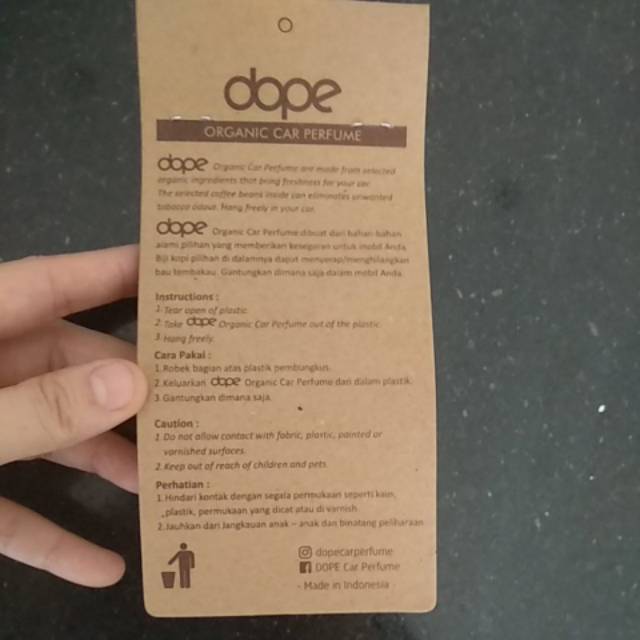 dope
ORGANIC CAR PERFUME
dope Organic Car Perfume are made from selected
organic ingredients that bring freshness for your car.
The selected coffee beans inside can eliminates unwanted
tobacco odour. Hang freely in your car.
dope Organic Car Perfume dibuat dari bahan bahan
alami pilihan yang memberikan kesegaran untuk mobil Anda.
Biji kopi pilihan di dalamnya dapat menyerap/menghilangkan
bau tembakau. Gantungkan dimana saja dalam mobil Anda.
Instructions :
1. Tear open of plastic.
2. Take dope Organic Car Perfume out of the plastic.
3. Hang freely.
Cara Pakai :
1. Robek bagian atas plastik pembungkus.
2. Keluarkan dope Organic Car Perfume dari dalam plastik.
3. Gantungkan dimana saja.
Caution :
1. Do not allow contact with fabric, plastic, painted or
varnished surfaces.
2. Keep out of reach of children and pets.
Perhatian :
1. Hindari kontak dengan segala permukaan seperti kain,
plastik, permukaan yang dicat atau di varnish.
2. Jauhkan dari Jangkauan anak – anak dan binatang peliharaan.
dopecarperfume
DOPE Car Perfume
- Made in Indonesia -